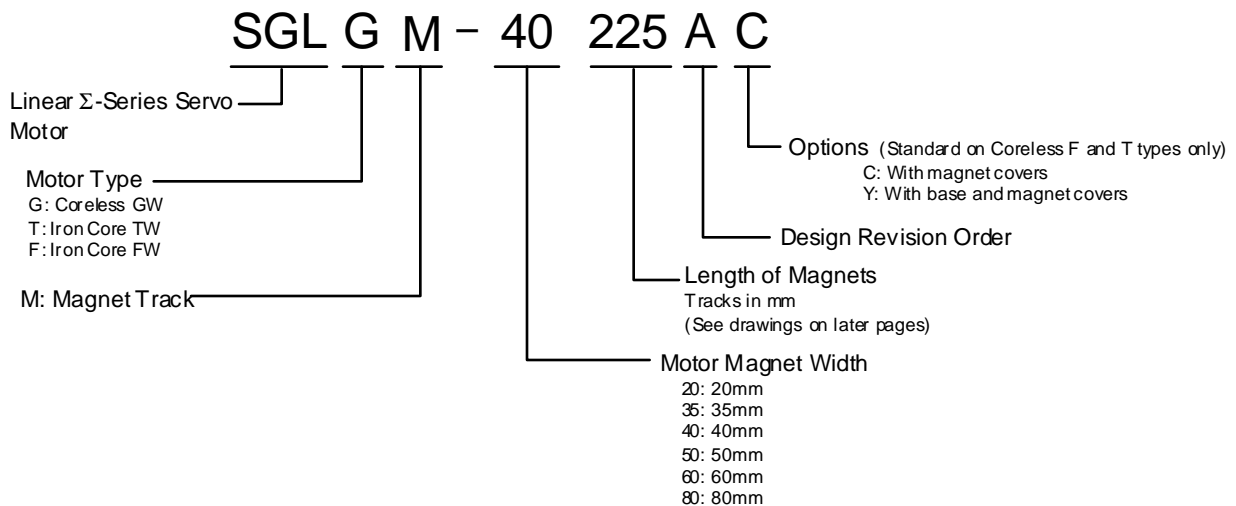 SGL G M - 40 225 A C
Linear Σ-Series Servo
Motor
Motor Type
G: Coreless GW
T: Iron Core TW
F: Iron Core FW
M: Magnet Track
Options (Standard on Coreless F and T types only)
C: With magnet covers
Y: With base and magnet covers
Design Revision Order
Length of Magnets
Tracks in mm
(See drawings on later pages)
Motor Magnet Width
20: 20mm
35: 35mm
40: 40mm
50: 50mm
60: 60mm
80: 80mm